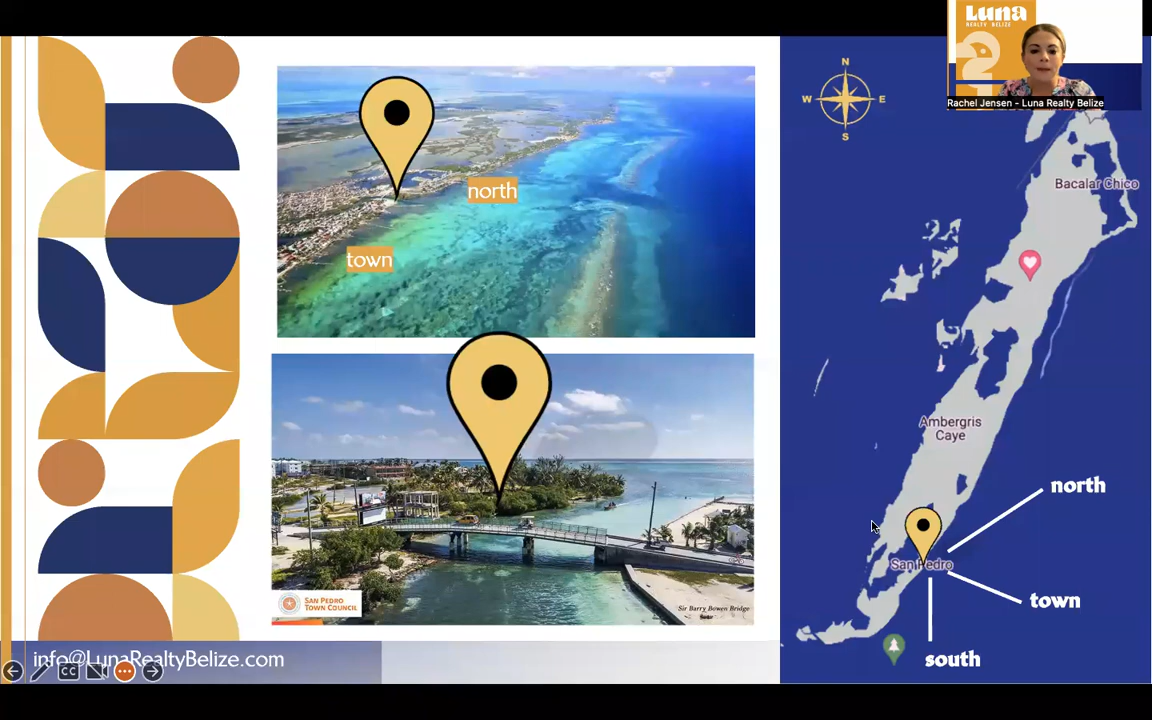 Luna
REALTY BELIZE
Rachel Jensen - Luna Realty Belize
N
W
E
S
north
town
SAN PEDRO
TOWN COUNCIL
Sir Barry Bowen Bridge
Bacalar Chico
Ambergris
Caye
San Pedro
north
town
south
info@LunaRealtyBelize.com
CC